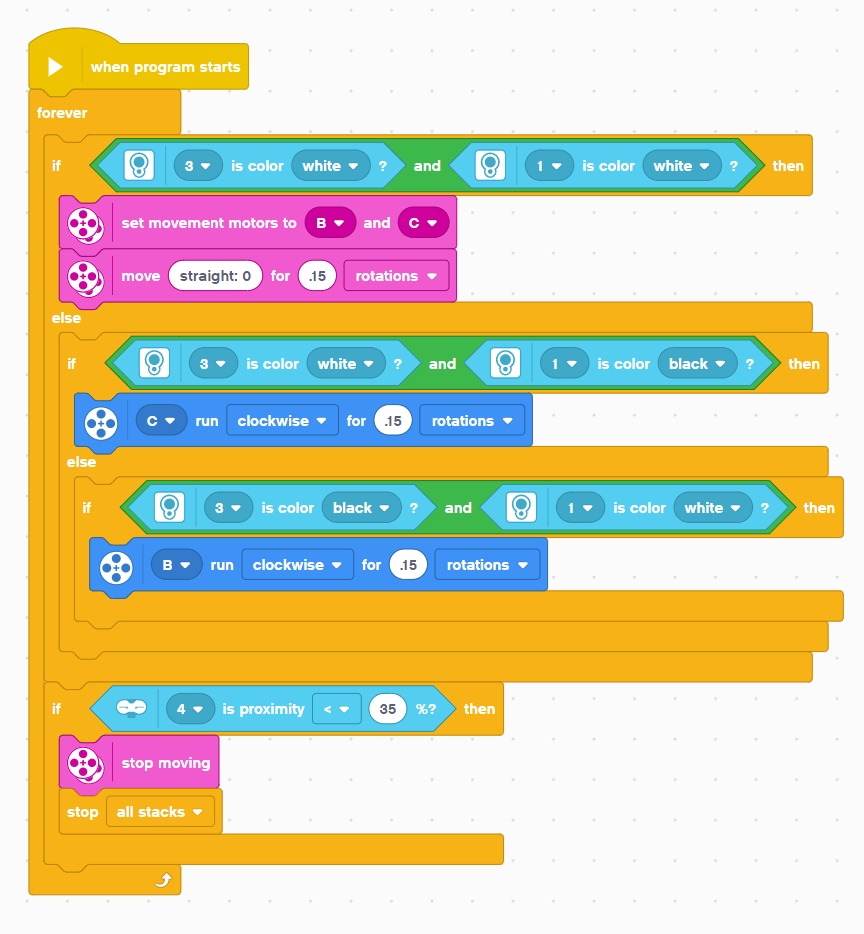 when program starts
forever
if 3 is color white ? and 1 is color white ? then
set movement motors to B and C
move straight: 0 for .15 rotations
else
if 3 is color white ? and 1 is color black ? then
C run clockwise for .15 rotations
else
if 3 is color black ? and 1 is color white ? then
B run clockwise for .15 rotations
if 4 is proximity < 35 %? then
stop moving
stop all stacks